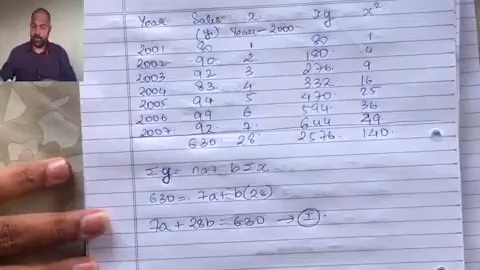 Year Sales x xy x²
(y) Year-2000
2001 80 1 80 1
2002 90 2 180 4
2003 92 3 276 9
2004 83 4 332 16
2005 94 5 470 25
2006 99 6 594 36
2007 92 7 644 49
630 28 2576 140
Σy = na + bΣx
630 = 7a + b(28)
7a + 28b = 630 → I